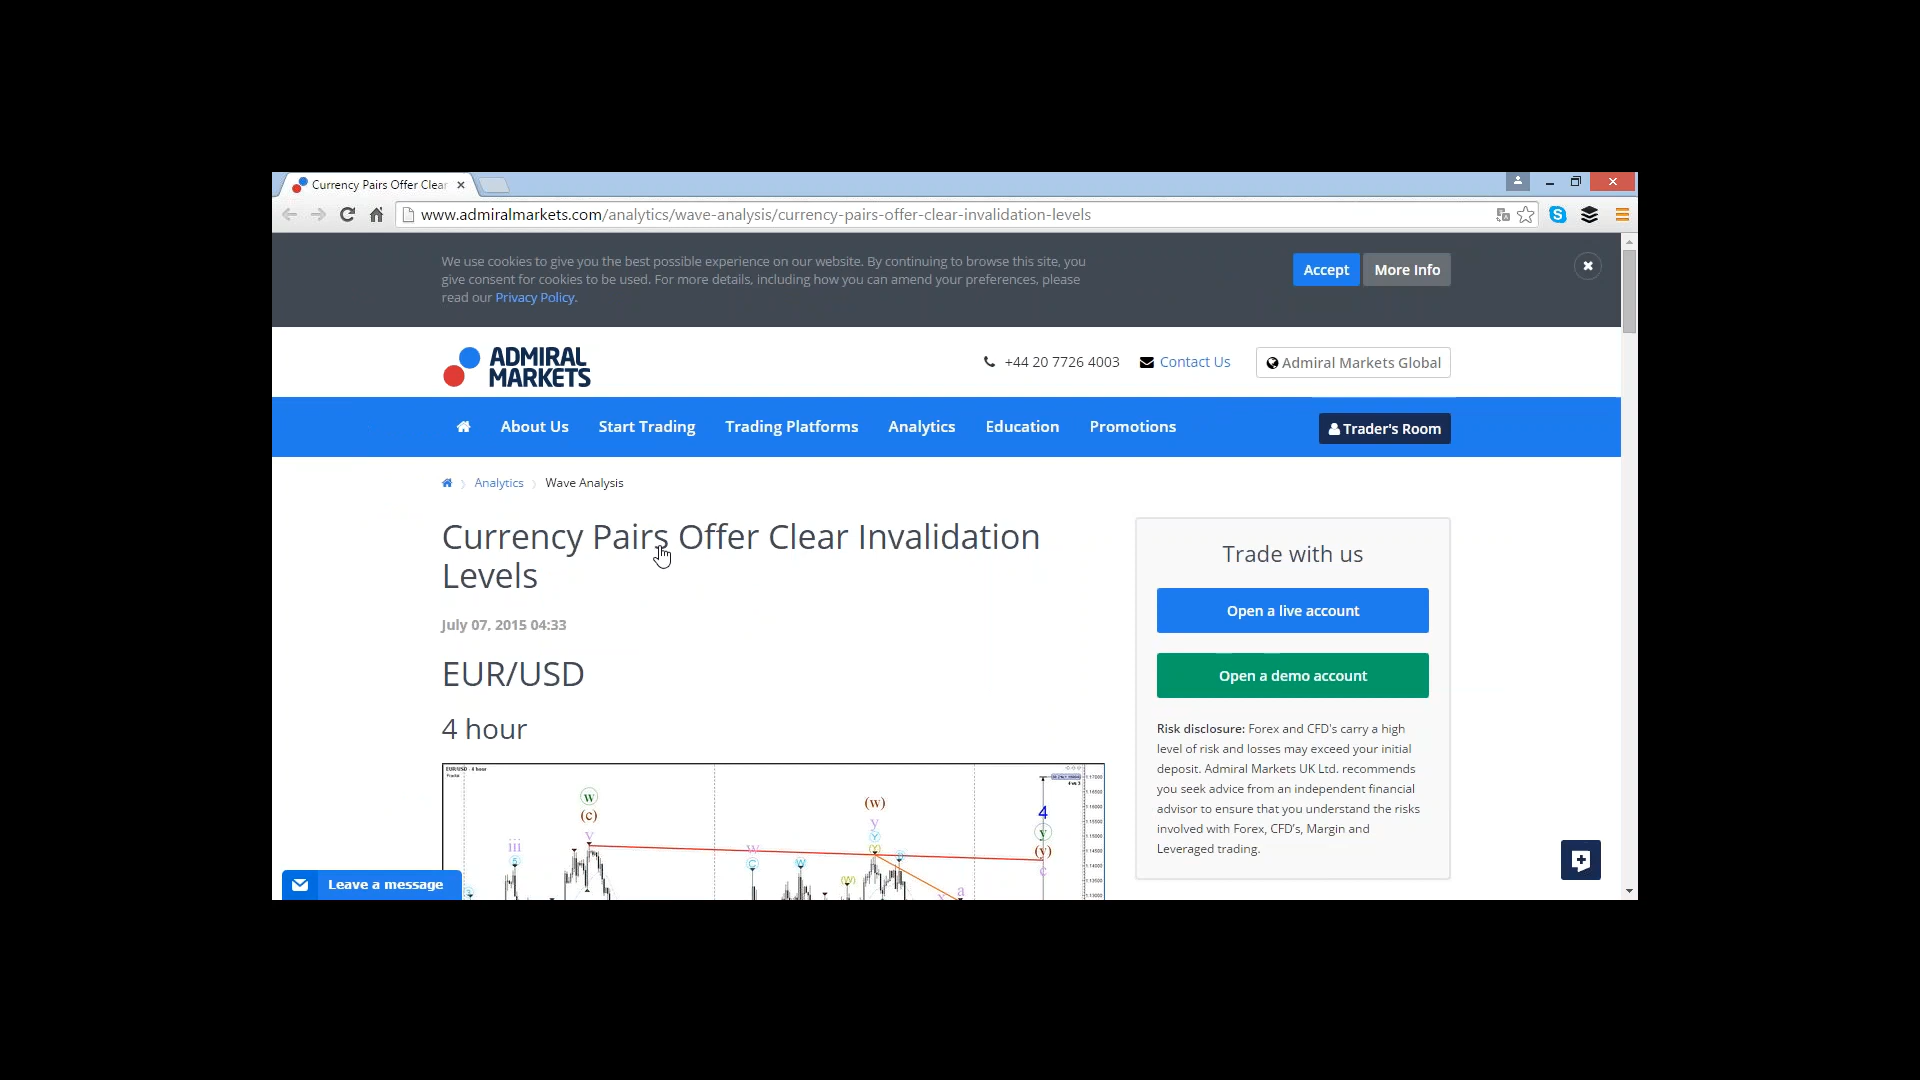 Currency Pairs Offer Clear
www.admiralmarkets.com/analytics/wave-analysis/currency-pairs-offer-clear-invalidation-levels
We use cookies to give you the best possible experience on our website. By continuing to browse this site, you
give consent for cookies to be used. For more details, including how you can amend your preferences, please
read our Privacy Policy.
Accept
More Info
ADMIRAL
MARKETS
+44 20 7726 4003
Contact Us
Admiral Markets Global
About Us
Start Trading
Trading Platforms
Analytics
Education
Promotions
Trader's Room
Analytics
Wave Analysis
Currency Pairs Offer Clear Invalidation
Levels
July 07, 2015 04:33
EUR/USD
4 hour
Trade with us
Open a live account
Open a demo account
Risk disclosure: Forex and CFD's carry a high
level of risk and losses may exceed your initial
deposit. Admiral Markets UK Ltd. recommends
you seek advice from an independent financial
advisor to ensure that you understand the risks
involved with Forex, CFD's, Margin and
Leveraged trading.
EUR/USD - 4 hour
w
(c)
v
iii
5
w
C
W
(W)
(w)
y
Y
(Y)
x
a
4
y
(y)
c
Leave a message